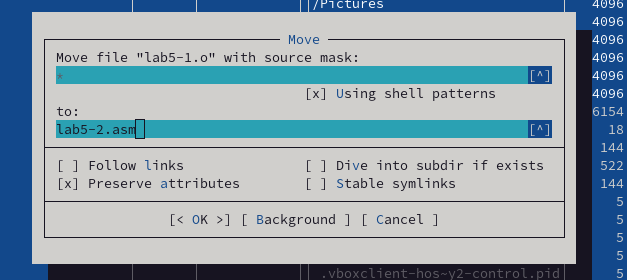 /Pictures
4096
4096
Move
4096
Move file "lab5-1.o" with source mask:
4096
* [^]
4096
[x] Using shell patterns
4096
to:
6154
lab5-2.asm [^]
18
144
[ ] Follow links [ ] Dive into subdir if exists
522
[x] Preserve attributes [ ] Stable symlinks
144
5
[< OK >] [ Background ] [ Cancel ]
5
5
5
.vboxclient-hos~y2-control.pid
5